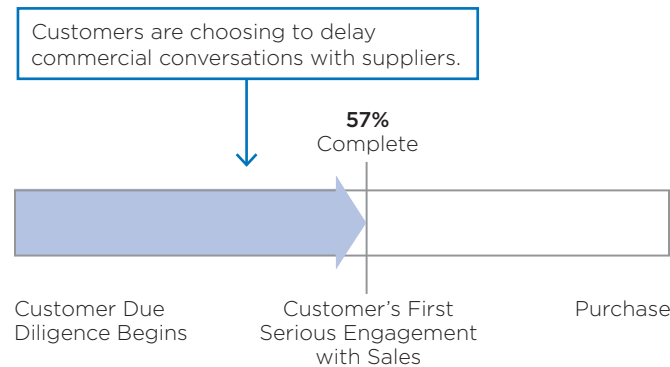 Customers are choosing to delay
commercial conversations with suppliers.
57%
Complete
Customer Due
Diligence Begins
Customer’s First
Serious Engagement
with Sales
Purchase